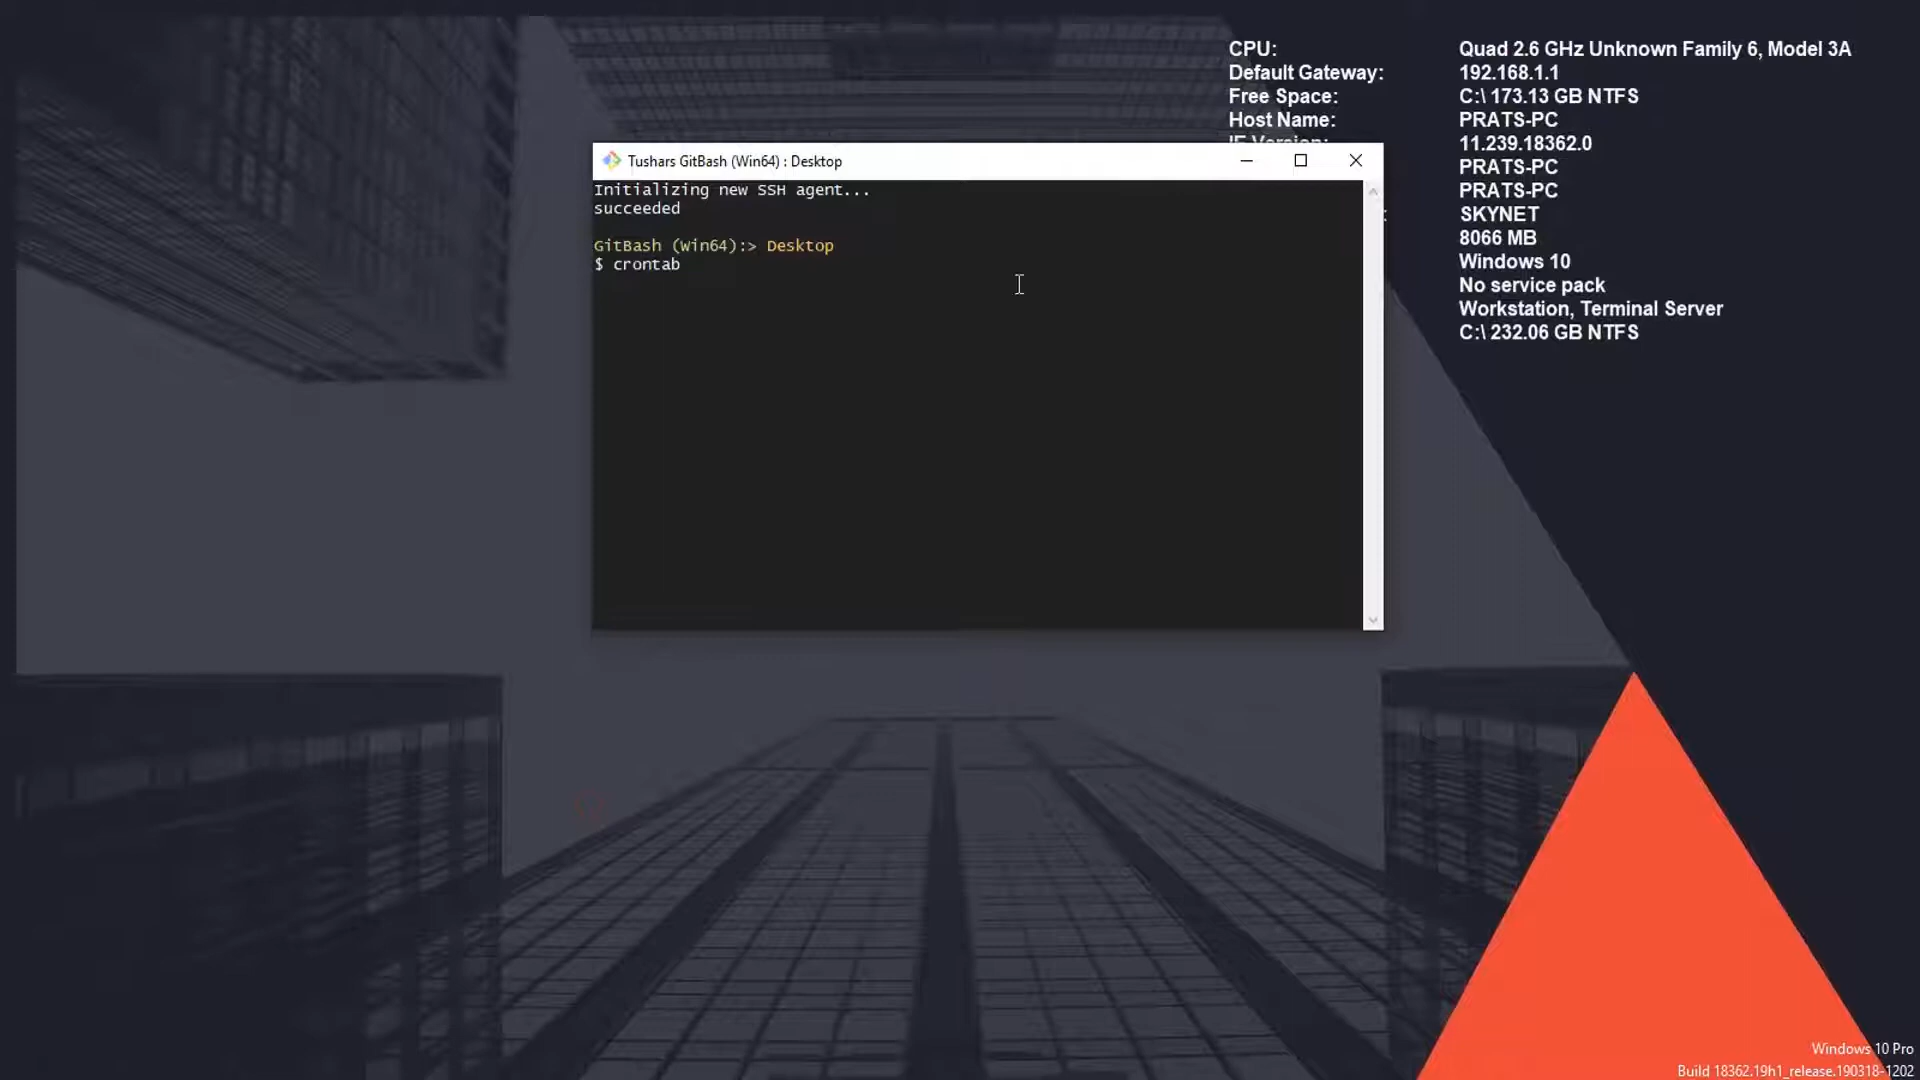 CPU: Quad 2.6 GHz Unknown Family 6, Model 3A
Default Gateway: 192.168.1.1
Free Space: C:\ 173.13 GB NTFS
Host Name: PRATS-PC
IE Version: 11.239.18362.0
PRATS-PC
PRATS-PC
SKYNET
8066 MB
Windows 10
No service pack
Workstation, Terminal Server
C:\ 232.06 GB NTFS
Tushars GitBash (Win64) : Desktop
Initializing new SSH agent...
succeeded
GitBash (Win64):> Desktop
$ crontab
Windows 10 Pro
Build 18362.19h1_release.190318-1202